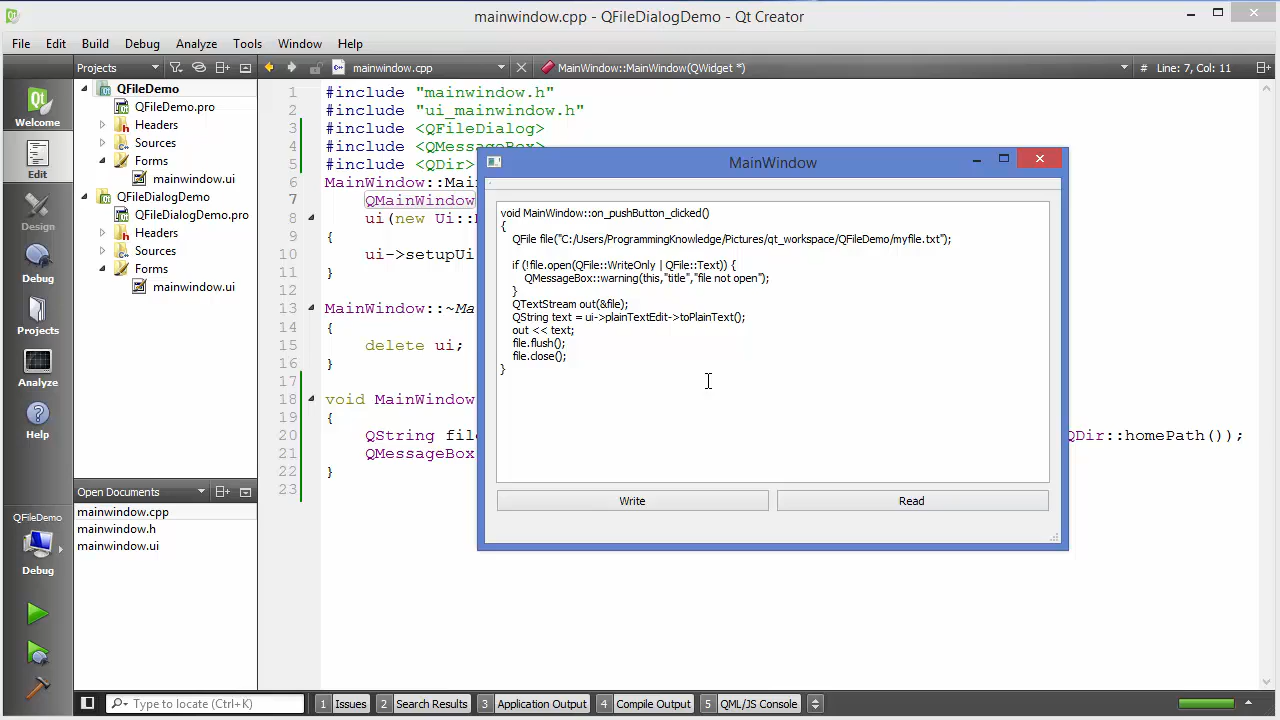 mainwindow.cpp - QFileDialogDemo - Qt Creator
File Edit Build Debug Analyze Tools Window Help
Projects mainwindow.cpp MainWindow::MainWindow(QWidget *) # Line: 7, Col: 11
Welcome
Edit
Design
Debug
Projects
Analyze
Help
QFileDemo
Debug
QFileDemo
QFileDemo.pro
Headers
Sources
Forms
mainwindow.ui
QFileDialogDemo
QFileDialogDemo.pro
Headers
Sources
Forms
mainwindow.ui
Open Documents
mainwindow.cpp
mainwindow.h
mainwindow.ui
1 #include "mainwindow.h"
2 #include "ui_mainwindow.h"
3 #include <QFileDialog>
4 #include <QMessageBox>
5 #include <QDir>
6 MainWindow::Mai
7 QMainWindow
8 ui(new Ui::
9 {
10 ui->setupUi
11 }
12
13 MainWindow::~Ma
14 {
15 delete ui;
16 }
17
18 void MainWindow
19 {
20 QString fil QDir::homePath());
21 QMessageBox
22 }
23
MainWindow
void MainWindow::on_pushButton_clicked()
{
QFile file("C:/Users/ProgrammingKnowledge/Pictures/qt_workspace/QFileDemo/myfile.txt");
if (!file.open(QFile::WriteOnly | QFile::Text)) {
QMessageBox::warning(this,"title","file not open");
}
QTextStream out(&file);
QString text = ui->plainTextEdit->toPlainText();
out << text;
file.flush();
file.close();
}
Write Read
Type to locate (Ctrl+K) 1 Issues 2 Search Results 3 Application Output 4 Compile Output 5 QML/JS Console